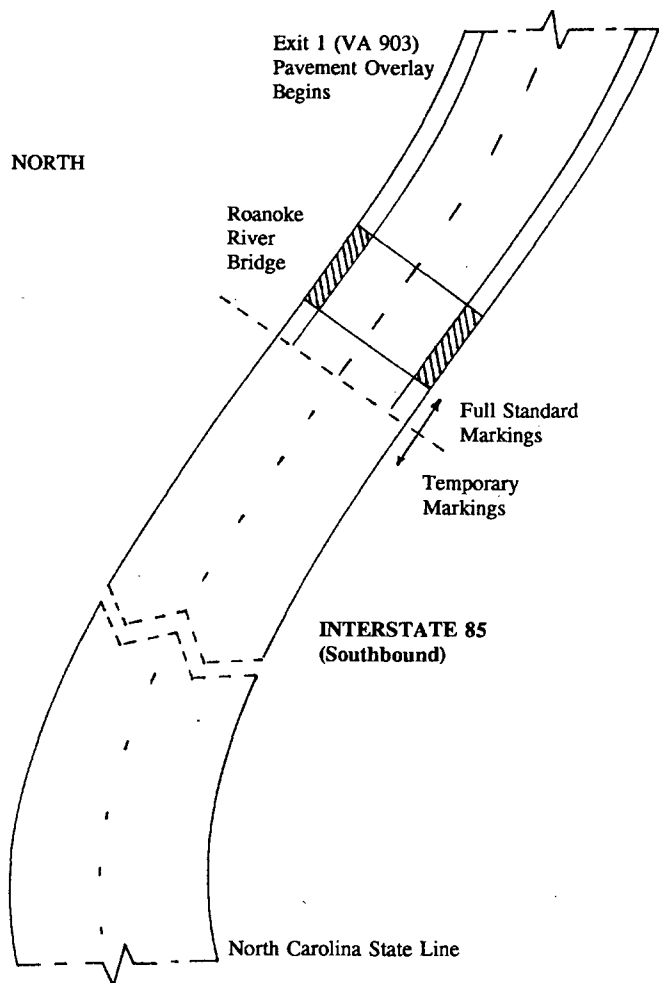 Exit 1 (VA 903)
Pavement Overlay
Begins
NORTH
Roanoke
River
Bridge
Full Standard
Markings
Temporary
Markings
INTERSTATE 85
(Southbound)
North Carolina State Line